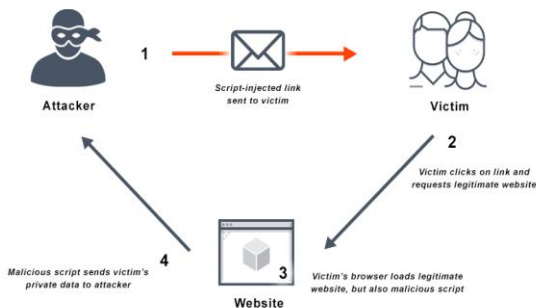 1
Script-injected link
sent to victim
Attacker
Victim
2
Victim clicks on link and
requests legitimate website
3
Victim's browser loads legitimate
website, but also malicious script
4
Malicious script sends victim's
private data to attacker
Website